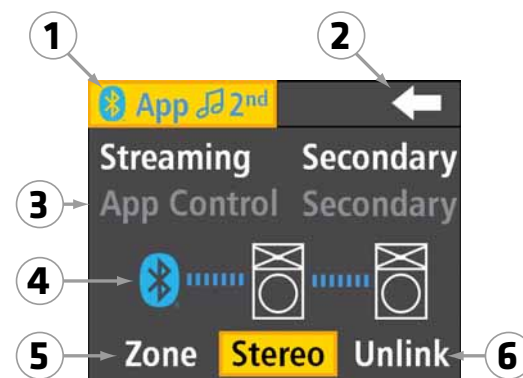 1 2
App 2nd
Streaming Secondary
3 App Control Secondary
4
5 Zone Stereo Unlink 6